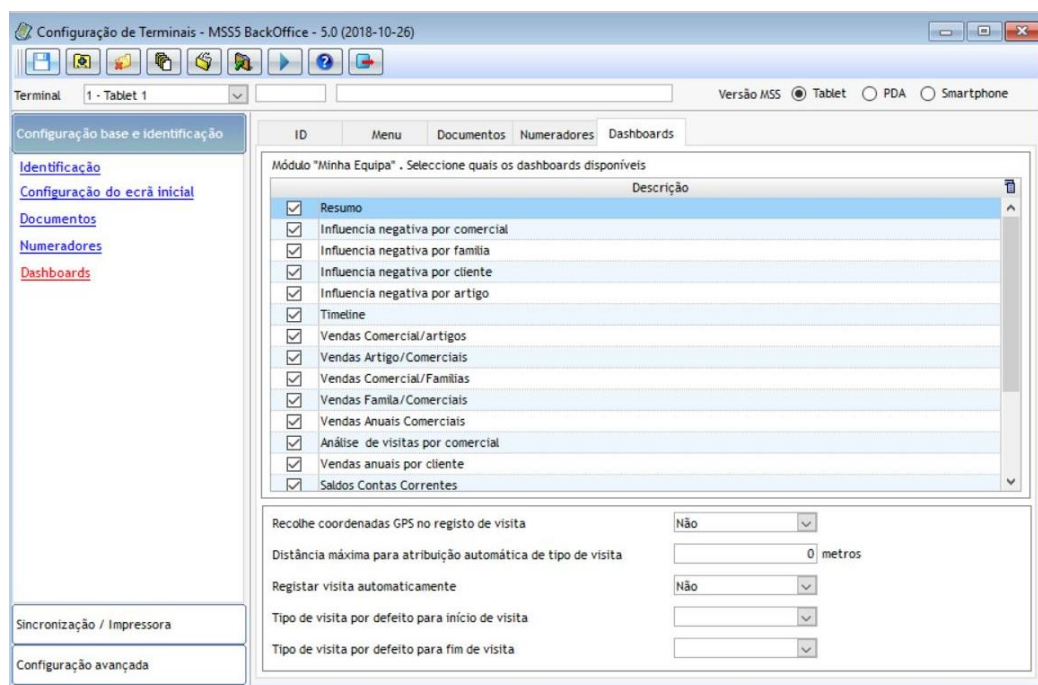 Configuração de Terminais - MSS5 BackOffice - 5.0 (2018-10-26)
Terminal 1 - Tablet 1 Versão MSS Tablet PDA Smartphone
Configuração base e identificação
Identificação
Configuração do ecrã inicial
Documentos
Numeradores
Dashboards
Sincronização / Impressora
Configuração avançada
ID Menu Documentos Numeradores Dashboards
Módulo "Minha Equipa" . Seleccione quais os dashboards disponíveis
Descrição
Resumo
Influencia negativa por comercial
Influencia negativa por familia
Influencia negativa por cliente
Influencia negativa por artigo
Timeline
Vendas Comercial/artigos
Vendas Artigo/Comerciais
Vendas Comercial/Familias
Vendas Famila/Comerciais
Vendas Anuais Comerciais
Análise de visitas por comercial
Vendas anuais por cliente
Saldos Contas Correntes
Recolhe coordenadas GPS no registo de visita Não
Distância máxima para atribuição automática de tipo de visita 0 metros
Registar visita automaticamente Não
Tipo de visita por defeito para início de visita
Tipo de visita por defeito para fim de visita